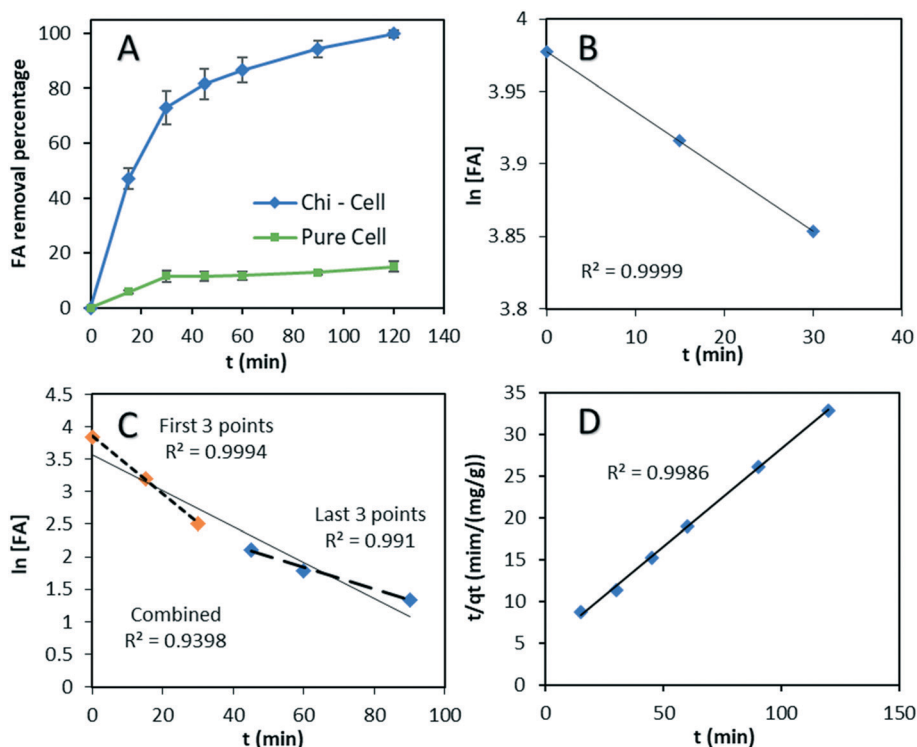 A
FA removal percentage
100
80
60
40
20
0
Chi - Cell
Pure Cell
0 20 40 60 80 100 120 140
t (min)
B
ln [FA]
4
3.95
3.9
3.85
3.8
R² = 0.9999
0 10 20 30 40
t (min)
C
ln [FA]
4.5
4
3.5
3
2.5
2
1.5
1
0.5
0
First 3 points
R² = 0.9994
Last 3 points
R² = 0.991
Combined
R² = 0.9398
0 20 40 60 80 100
t (min)
D
t/qt (mim/(mg/g))
35
30
25
20
15
10
5
0
R² = 0.9986
0 50 100 150
t (min)